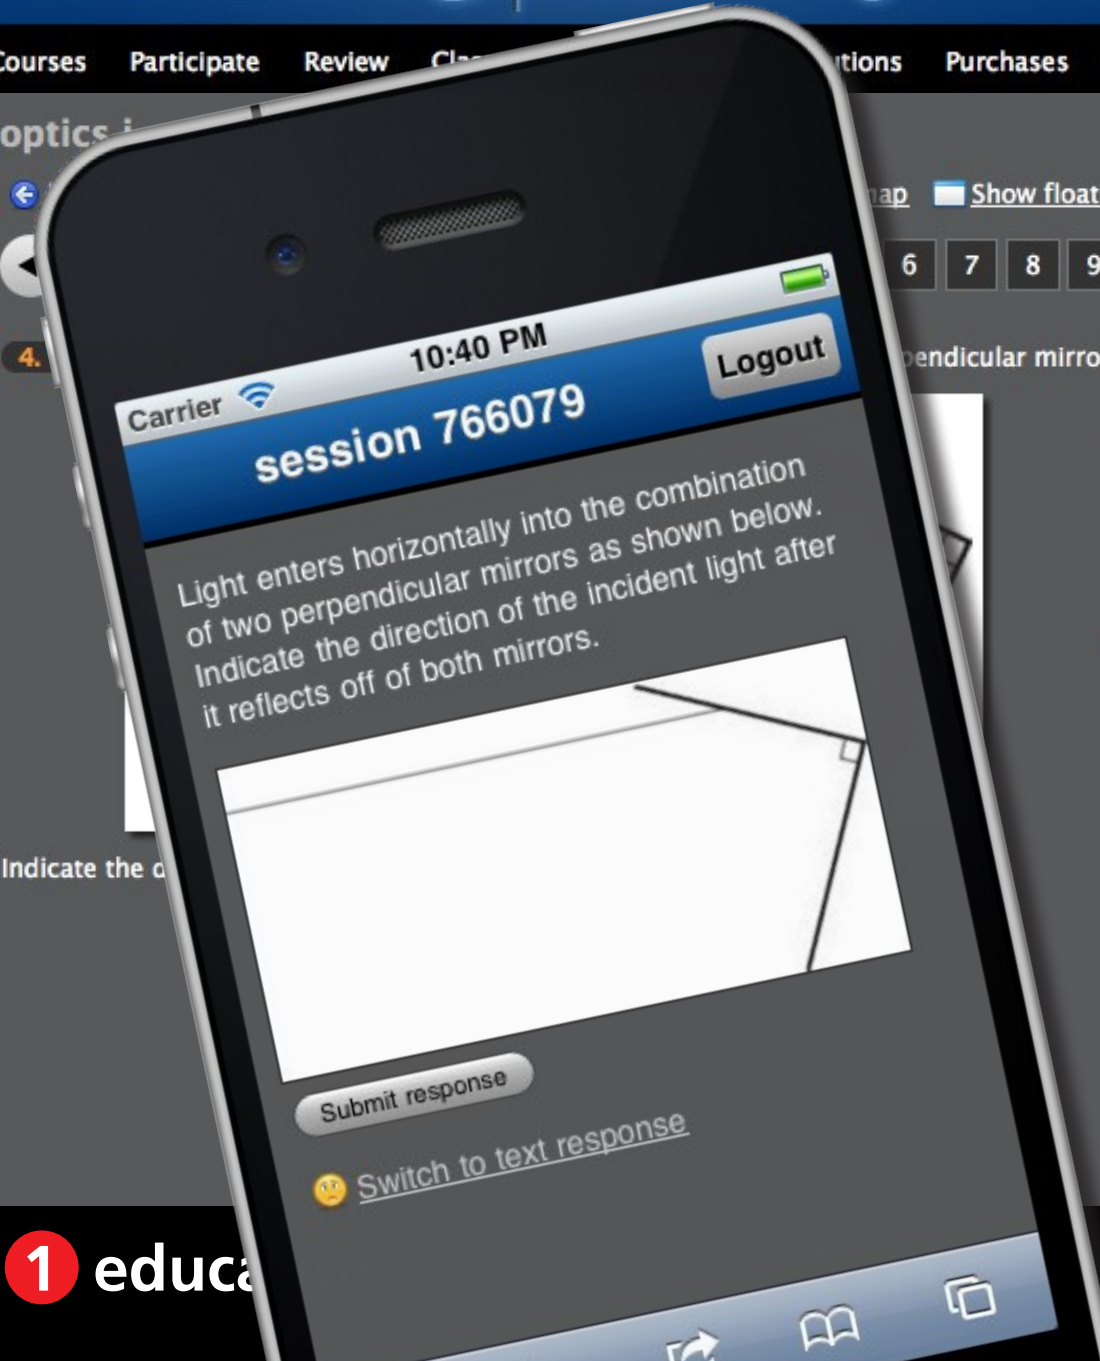 Courses Participate Review Purchases
optics
Show float
6 7 8 9
4.
pendicular mirro
Carrier 10:40 PM
session 766079 Logout
Light enters horizontally into the combination
of two perpendicular mirrors as shown below.
Indicate the direction of the incident light after
it reflects off of both mirrors.
Indicate the
Submit response
Switch to text response
1 educa